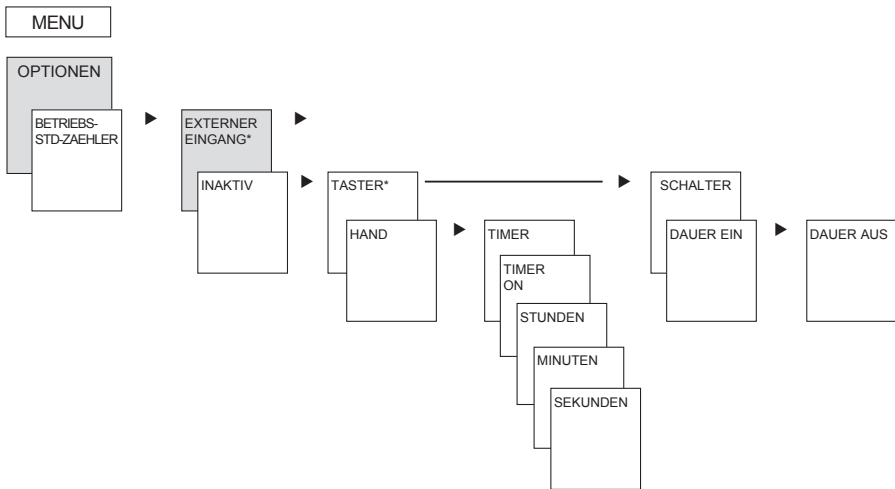 MENU
OPTIONEN
BETRIEBS-
STD-ZAEHLER
EXTERNER
EINGANG*
INAKTIV
TASTER*
HAND
TIMER
TIMER
ON
STUNDEN
MINUTEN
SEKUNDEN
SCHALTER
DAUER EIN
DAUER AUS